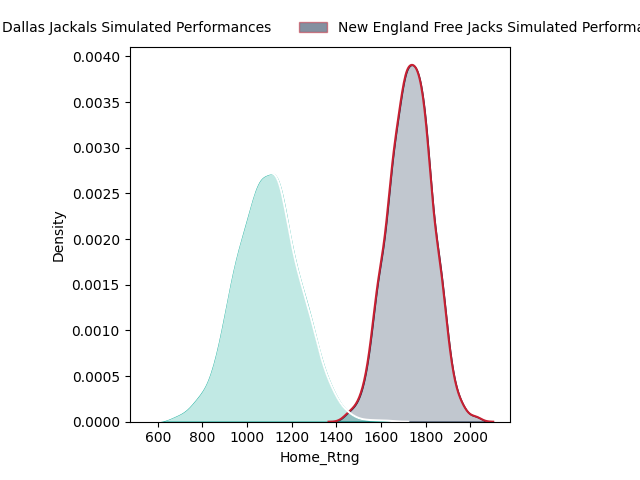 Dallas Jackals Simulated Performances New England Free Jacks Simulated Performa
0.0040
0.0035
0.0030
0.0025
0.0020
0.0015
0.0010
0.0005
0.0000
Density
600 800 1000 1200 1400 1600 1800 2000
Home_Rtng